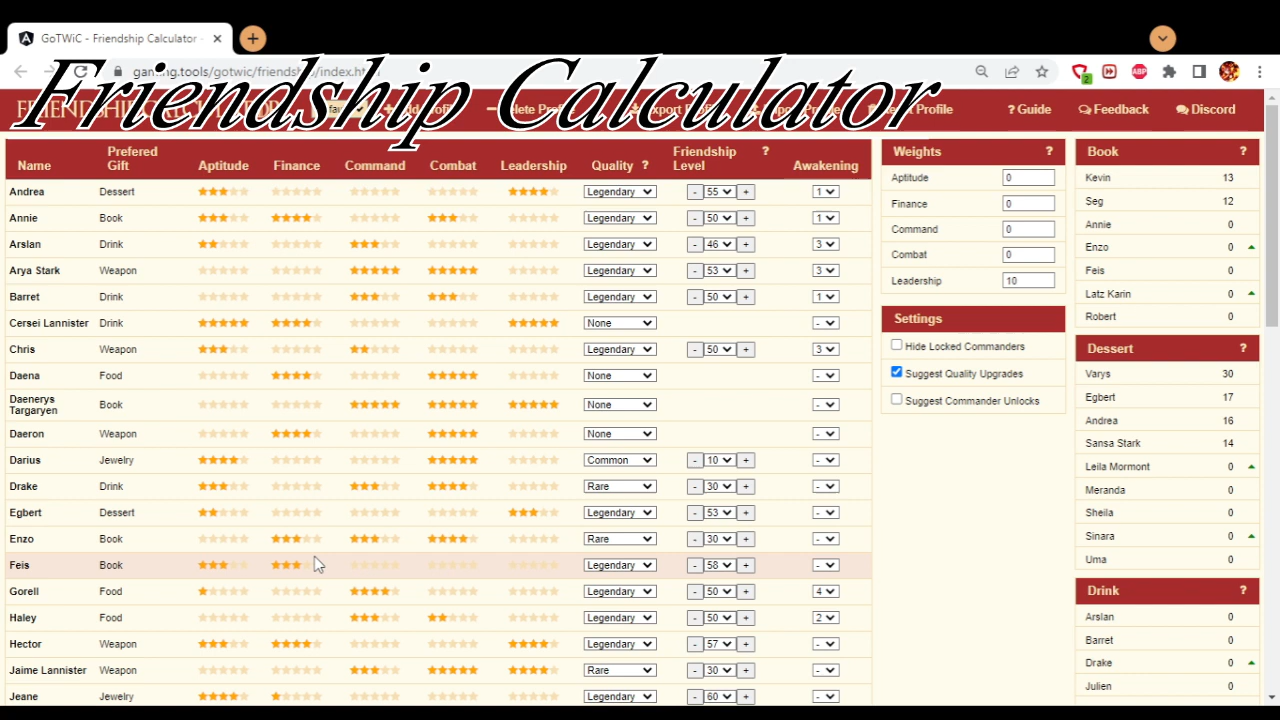 GoTWiC - Friendship Calculator -
Friendship Calculator
Guide Feedback Discord
Name Prefered Gift Aptitude Finance Command Combat Leadership Quality ? Friendship Level ? Awakening
Andrea Dessert Legendary - 55 + 1
Annie Book Legendary - 50 + 1
Arslan Drink Legendary - 46 + 3
Arya Stark Weapon Legendary - 53 + 3
Barret Drink Legendary - 50 + 1
Cersei Lannister Drink None -
Chris Weapon Legendary - 50 + 3
Daena Food None -
Daenerys Targaryen Book None -
Daeron Weapon None -
Darius Jewelry Common - 10 + -
Drake Drink Rare - 30 + -
Egbert Dessert Legendary - 53 + -
Enzo Book Rare - 30 + -
Feis Book Legendary - 58 + -
Gorell Food Legendary - 50 + 4
Haley Food Legendary - 50 + 2
Hector Weapon Legendary - 57 + -
Jaime Lannister Weapon Rare - 30 + -
Jeane Jewelry Legendary - 60 + -
Weights ?
Aptitude 0
Finance 0
Command 0
Combat 0
Leadership 10
Settings
Hide Locked Commanders
Suggest Quality Upgrades
Suggest Commander Unlocks
Book ?
Kevin 13
Seg 12
Annie 0
Enzo 0
Feis 0
Latz Karin 0
Robert 0
Dessert ?
Varys 30
Egbert 17
Andrea 16
Sansa Stark 14
Leila Mormont 0
Meranda 0
Sheila 0
Sinara 0
Uma 0
Drink ?
Arslan 0
Barret 0
Drake 0
Julien 0